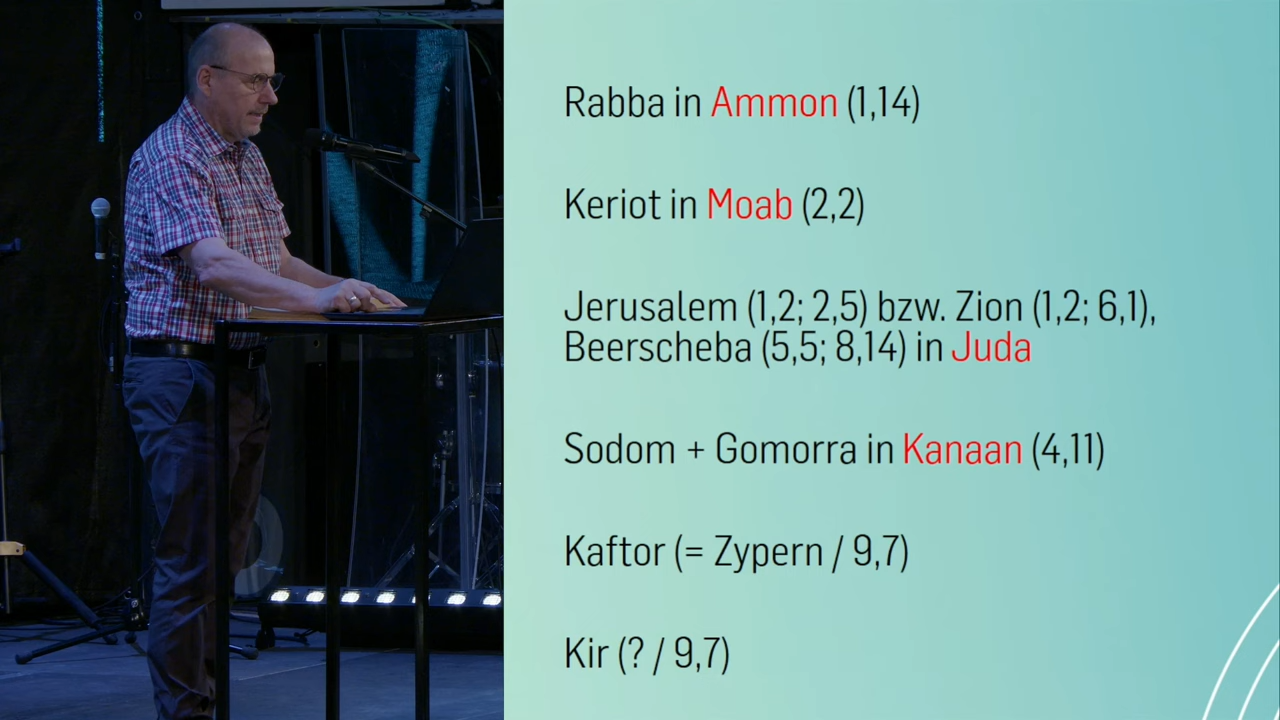 Rabba in Ammon (1,14)
Keriot in Moab (2,2)
Jerusalem (1,2; 2,5) bzw. Zion (1,2; 6,1),
Beerscheba (5,5; 8,14) in Juda
Sodom + Gomorra in Kanaan (4,11)
Kaftor (= Zypern / 9,7)
Kir (? / 9,7)